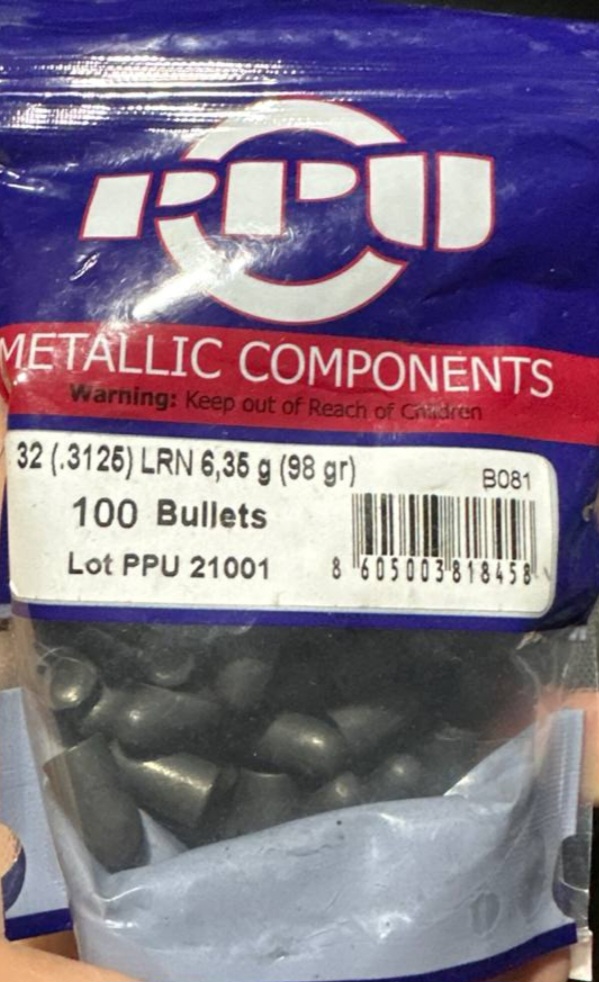 PPU
METALLIC COMPONENTS
Warning: Keep out of Reach of Children
32 (.3125) LRN 6,35 g (98 gr)
B081
100 Bullets
Lot PPU 21001
8 605003 818458